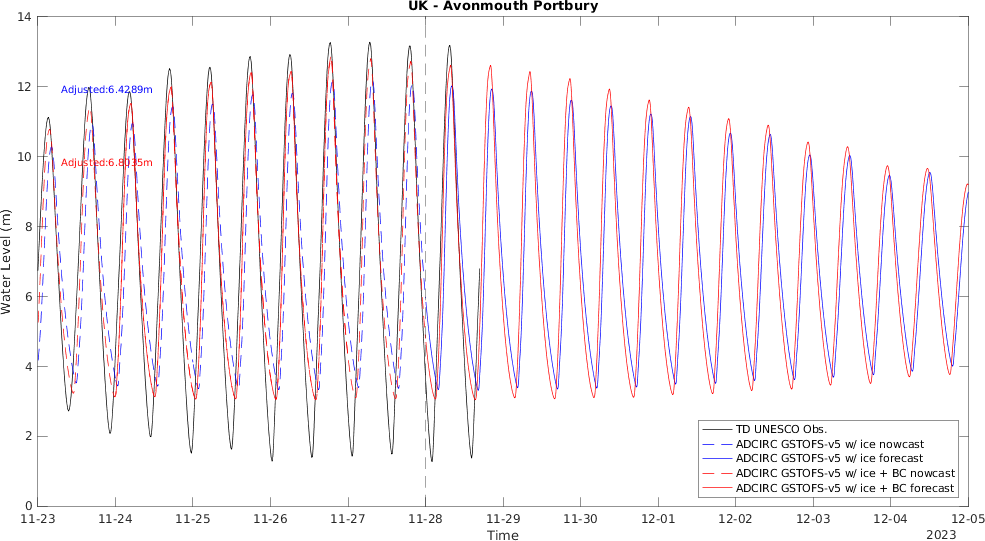 UK - Avonmouth Portbury
14
12
10
8
6
4
2
0
Water Level (m)
Adjusted:6.4289m
Adjusted:6.8035m
TD UNESCO Obs.
ADCIRC GSTOFS-v5 w/ ice nowcast
ADCIRC GSTOFS-v5 w/ ice forecast
ADCIRC GSTOFS-v5 w/ ice + BC nowcast
ADCIRC GSTOFS-v5 w/ ice + BC forecast
11-23 11-24 11-25 11-26 11-27 11-28 11-29 11-30 12-01 12-02 12-03 12-04 12-05
Time
2023